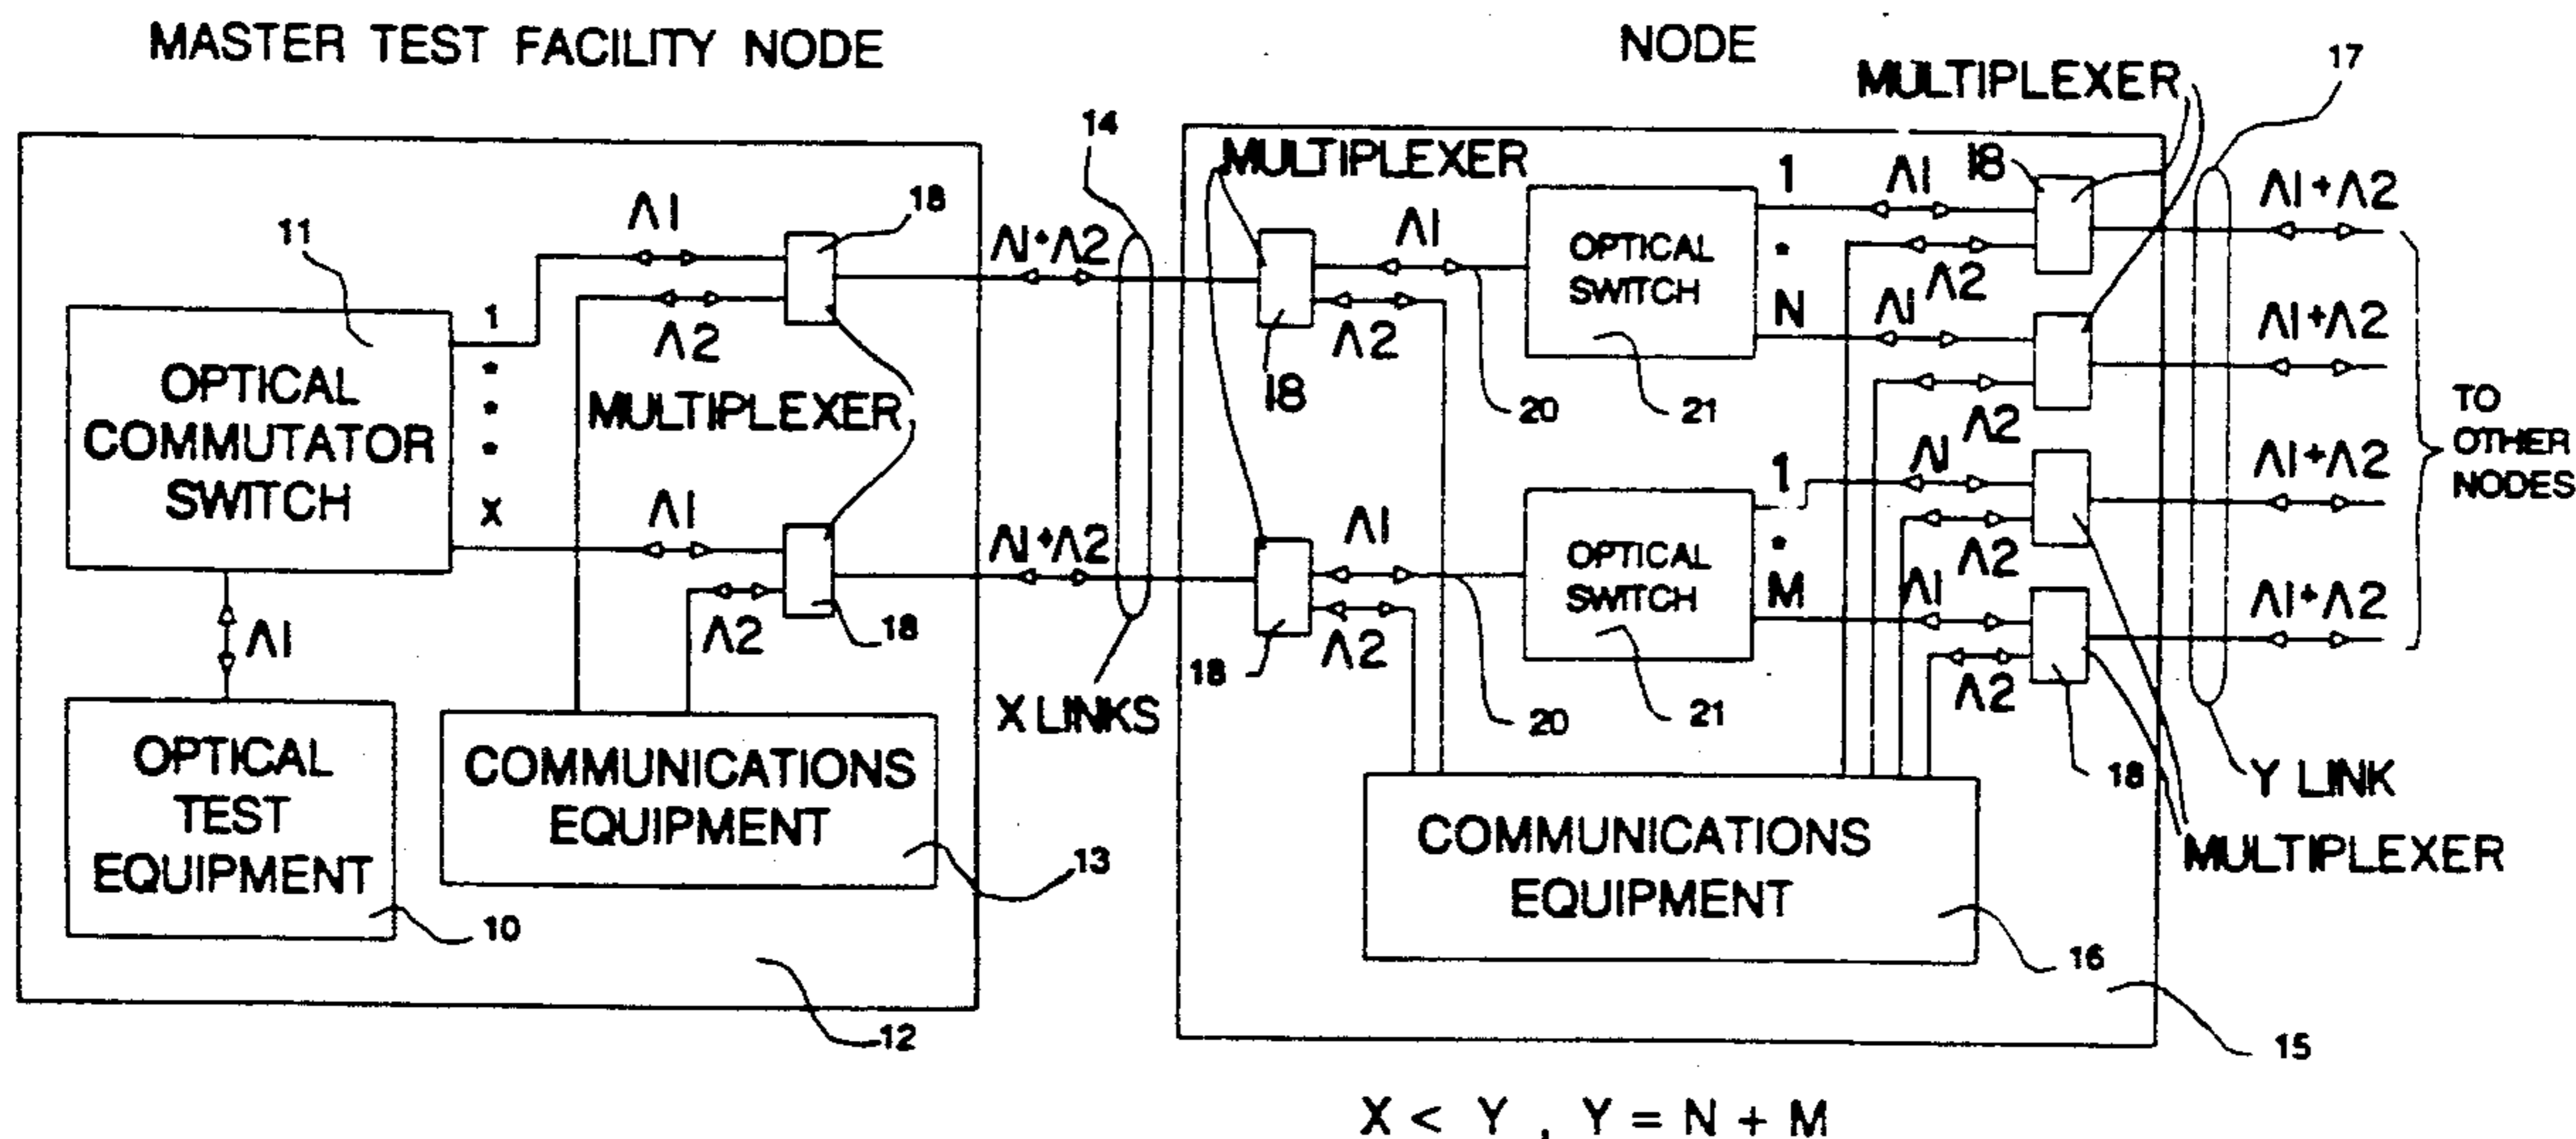 MASTER TEST FACILITY NODE
11
Λ1
18
1
*
*
*
X
Λ2
OPTICAL
COMMUTATOR
SWITCH
MULTIPLEXER
Λ1
Λ2
18
Λ1
OPTICAL
TEST
EQUIPMENT
10
COMMUNICATIONS
EQUIPMENT
13
12
14
Λ1+Λ2
Λ1+Λ2
X LINKS
NODE
MULTIPLEXER
17
MULTIPLEXER
18
Λ1
Λ2
20
OPTICAL
SWITCH
21
1
*
N
Λ1
18
Λ2
Λ1
Λ2
18
Λ1
Λ2
20
OPTICAL
SWITCH
21
1
*
M
Λ1
Λ2
Λ1
Λ2
18
COMMUNICATIONS
EQUIPMENT
16
15
Λ1+Λ2
Λ1+Λ2
Λ1+Λ2
Λ1+Λ2
TO
OTHER
NODES
Y LINK
MULTIPLEXER
X < Y , Y = N + M